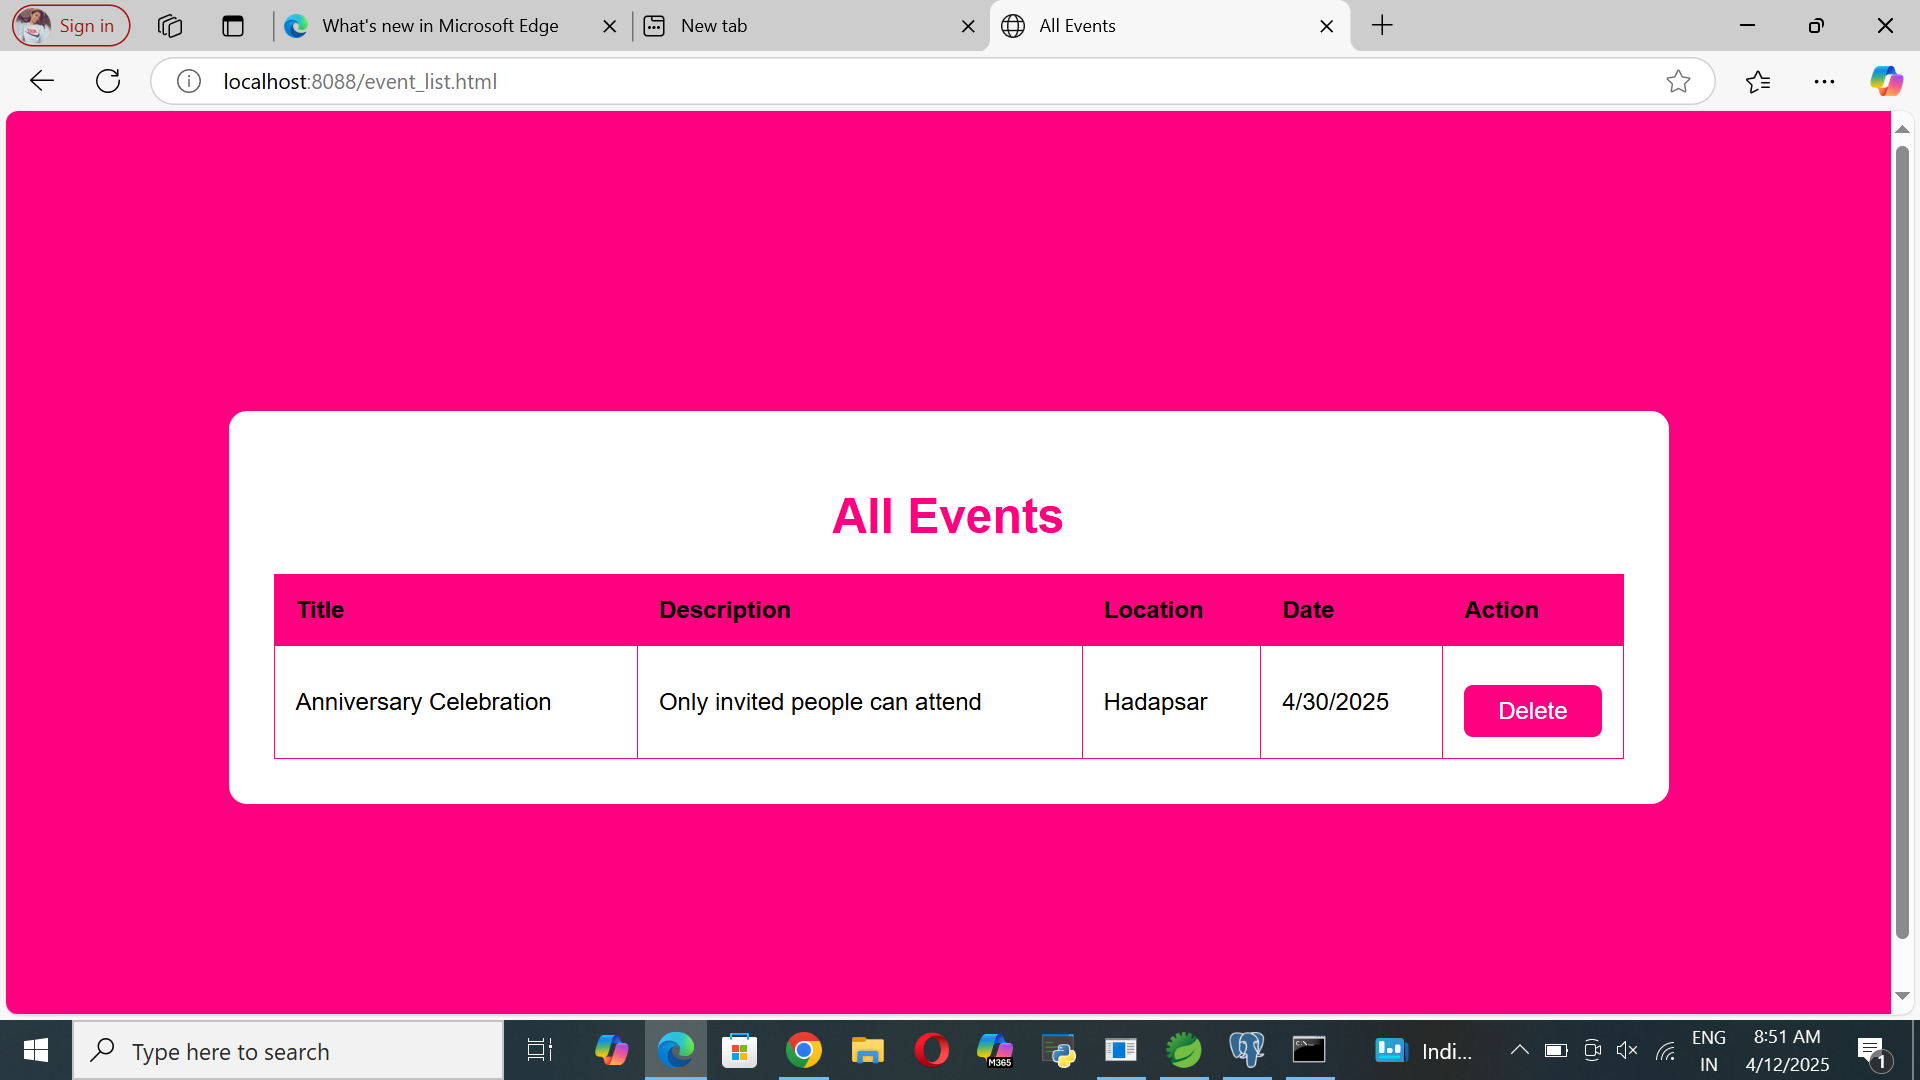 Sign in
What's new in Microsoft Edge
New tab
All Events
localhost:8088/event_list.html
All Events
Title Description Location Date Action
Anniversary Celebration Only invited people can attend Hadapsar 4/30/2025 Delete
Type here to search
M365
Indi...
ENG
IN
8:51 AM
4/12/2025
1